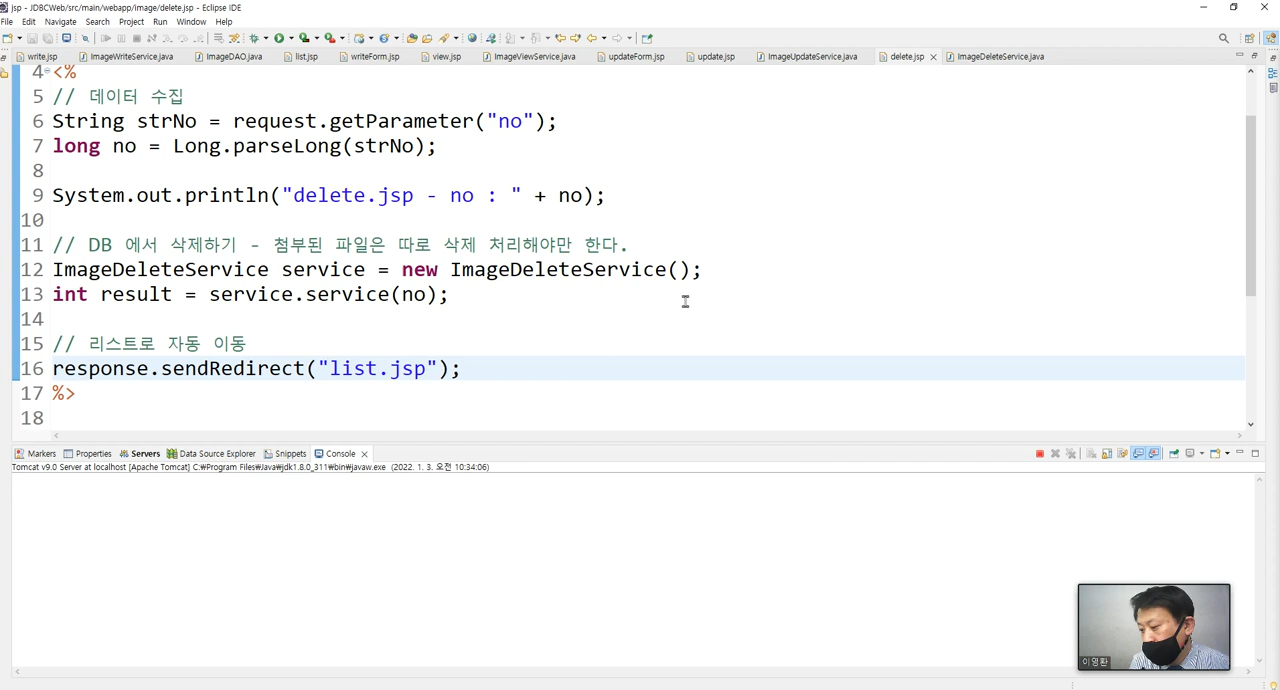 jsp - JDBCWeb/src/main/webapp/image/delete.jsp - Eclipse IDE
File Edit Navigate Search Project Run Window Help
write.jsp ImageWriteService.java ImageDAO.java list.jsp writeForm.jsp view.jsp ImageViewService.java updateForm.jsp update.jsp ImageUpdateService.java delete.jsp ImageDeleteService.java
4 <%
5 // 데이터 수집
6 String strNo = request.getParameter("no");
7 long no = Long.parseLong(strNo);
8
9 System.out.println("delete.jsp - no : " + no);
10
11 // DB 에서 삭제하기 - 첨부된 파일은 따로 삭제 처리해야만 한다.
12 ImageDeleteService service = new ImageDeleteService();
13 int result = service.service(no);
14
15 // 리스트로 자동 이동
16 response.sendRedirect("list.jsp");
17 %>
18
Markers Properties Servers Data Source Explorer Snippets Console
Tomcat v9.0 Server at localhost [Apache Tomcat] C:₩Program Files₩Java₩jdk1.8.0_311₩bin₩javaw.exe (2022. 1. 3. 오전 10:34:06)
이영환